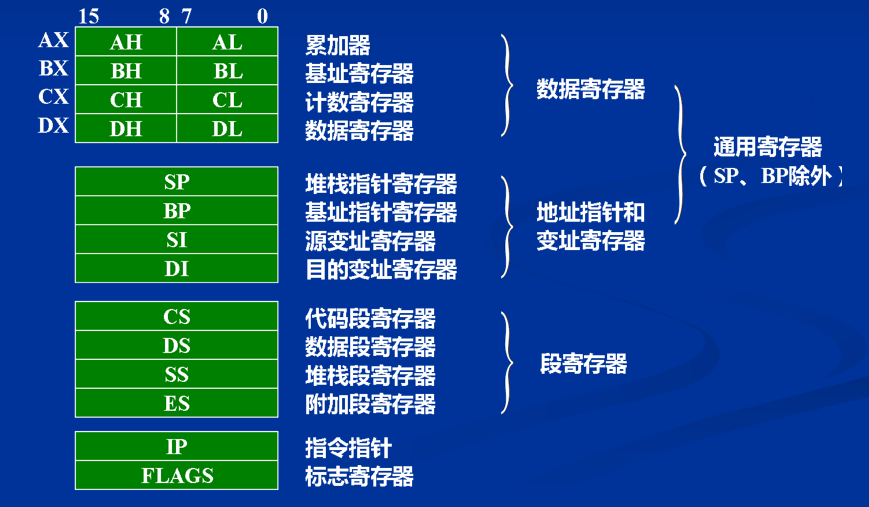 15 8 7 0
AX AH AL 累加器
BX BH BL 基址寄存器
CX CH CL 计数寄存器
DX DH DL 数据寄存器
数据寄存器
SP 堆栈指针寄存器
BP 基址指针寄存器
SI 源变址寄存器
DI 目的变址寄存器
地址指针和
变址寄存器
通用寄存器
（SP、BP除外）
CS 代码段寄存器
DS 数据段寄存器
SS 堆栈段寄存器
ES 附加段寄存器
段寄存器
IP 指令指针
FLAGS 标志寄存器